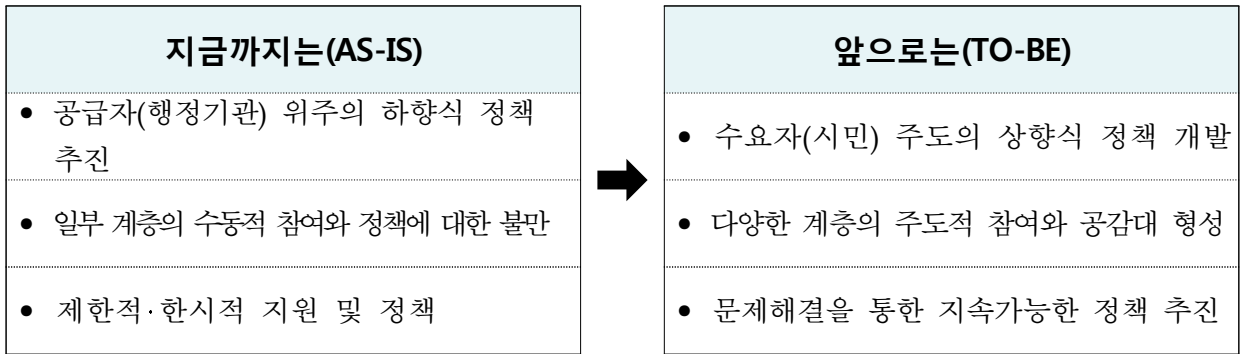 지금까지는(AS-IS)
• 공급자(행정기관) 위주의 하향식 정책
추진
• 일부 계층의 수동적 참여와 정책에 대한 불만
• 제한적·한시적 지원 및 정책
앞으로는(TO-BE)
• 수요자(시민) 주도의 상향식 정책 개발
• 다양한 계층의 주도적 참여와 공감대 형성
• 문제해결을 통한 지속가능한 정책 추진